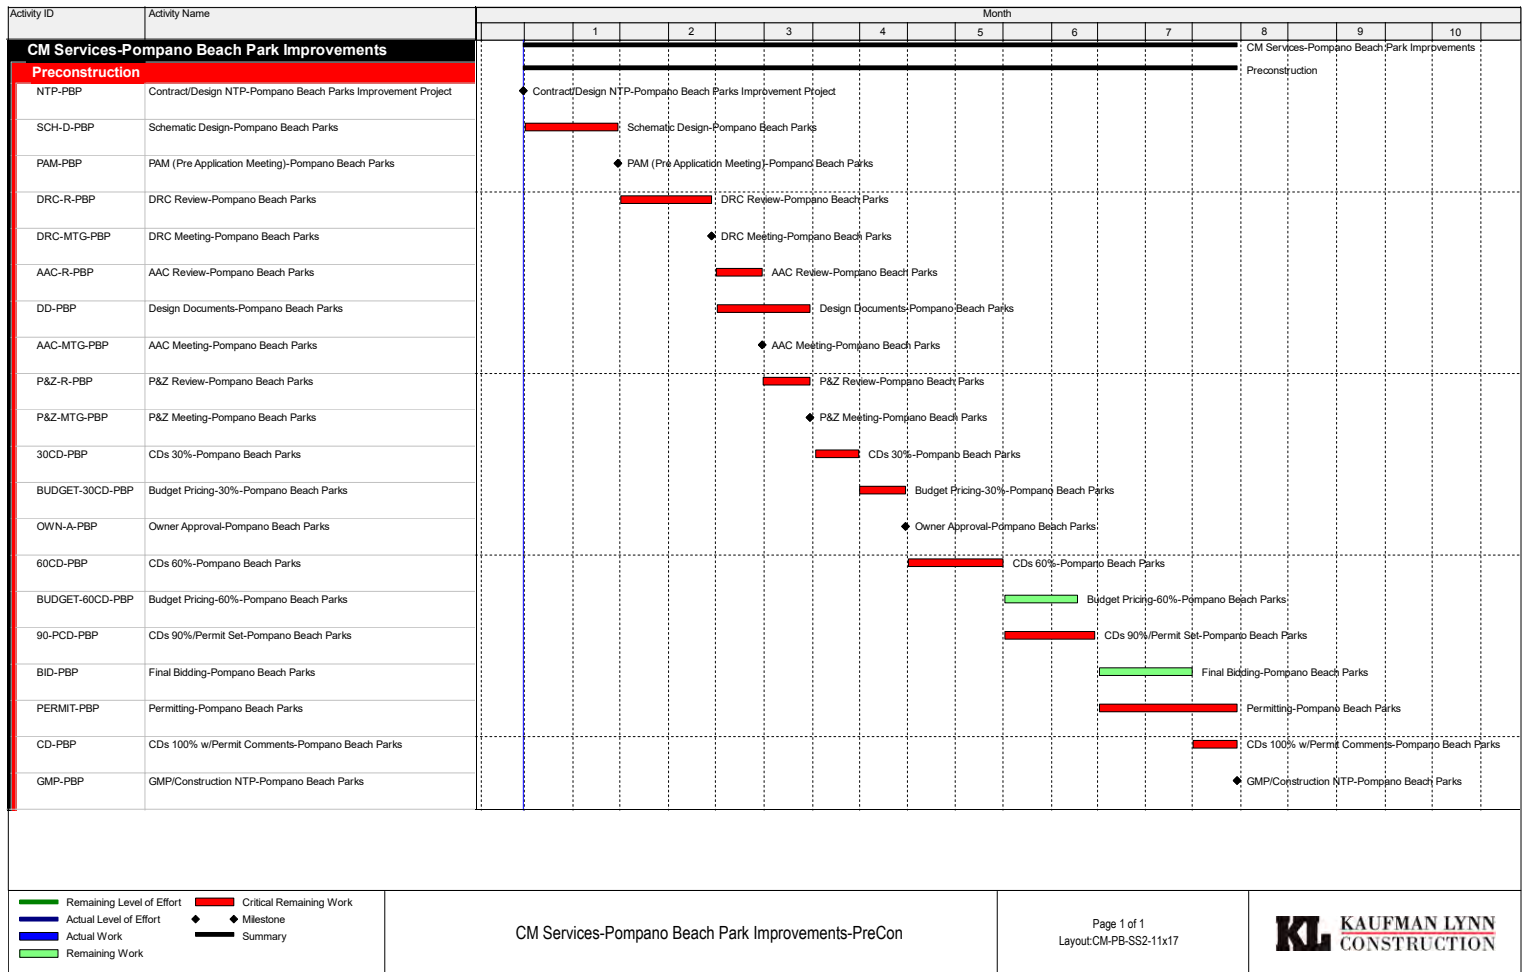 Activity ID
Activity Name
Month
1 2 3 4 5 6 7 8 9 10
CM Services-Pompano Beach Park Improvements
CM Services-Pompano Beach Park Improvements
Preconstruction
Preconstruction
NTP-PBP Contract/Design NTP-Pompano Beach Parks Improvement Project Contract/Design NTP-Pompano Beach Parks Improvement Project
SCH-D-PBP Schematic Design-Pompano Beach Parks Schematic Design-Pompano Beach Parks
PAM-PBP PAM (Pre Application Meeting)-Pompano Beach Parks PAM (Pre Application Meeting)-Pompano Beach Parks
DRC-R-PBP DRC Review-Pompano Beach Parks DRC Review-Pompano Beach Parks
DRC-MTG-PBP DRC Meeting-Pompano Beach Parks DRC Meeting-Pompano Beach Parks
AAC-R-PBP AAC Review-Pompano Beach Parks AAC Review-Pompano Beach Parks
DD-PBP Design Documents-Pompano Beach Parks Design Documents-Pompano Beach Parks
AAC-MTG-PBP AAC Meeting-Pompano Beach Parks AAC Meeting-Pompano Beach Parks
P&Z-R-PBP P&Z Review-Pompano Beach Parks P&Z Review-Pompano Beach Parks
P&Z-MTG-PBP P&Z Meeting-Pompano Beach Parks P&Z Meeting-Pompano Beach Parks
30CD-PBP CDs 30%-Pompano Beach Parks CDs 30%-Pompano Beach Parks
BUDGET-30CD-PBP Budget Pricing-30%-Pompano Beach Parks Budget Pricing-30%-Pompano Beach Parks
OWN-A-PBP Owner Approval-Pompano Beach Parks Owner Approval-Pompano Beach Parks
60CD-PBP CDs 60%-Pompano Beach Parks CDs 60%-Pompano Beach Parks
BUDGET-60CD-PBP Budget Pricing-60%-Pompano Beach Parks Budget Pricing-60%-Pompano Beach Parks
90-PCD-PBP CDs 90%/Permit Set-Pompano Beach Parks CDs 90%/Permit Set-Pompano Beach Parks
BID-PBP Final Bidding-Pompano Beach Parks Final Bidding-Pompano Beach Parks
PERMIT-PBP Permitting-Pompano Beach Parks Permitting-Pompano Beach Parks
CD-PBP CDs 100% w/Permit Comments-Pompano Beach Parks CDs 100% w/Permit Comments-Pompano Beach Parks
GMP-PBP GMP/Construction NTP-Pompano Beach Parks GMP/Construction NTP-Pompano Beach Parks
Remaining Level of Effort Critical Remaining Work
Actual Level of Effort Milestone
Actual Work Summary
Remaining Work
CM Services-Pompano Beach Park Improvements-PreCon
Page 1 of 1
Layout:CM-PB-SS2-11x17
KL KAUFMAN LYNN
CONSTRUCTION